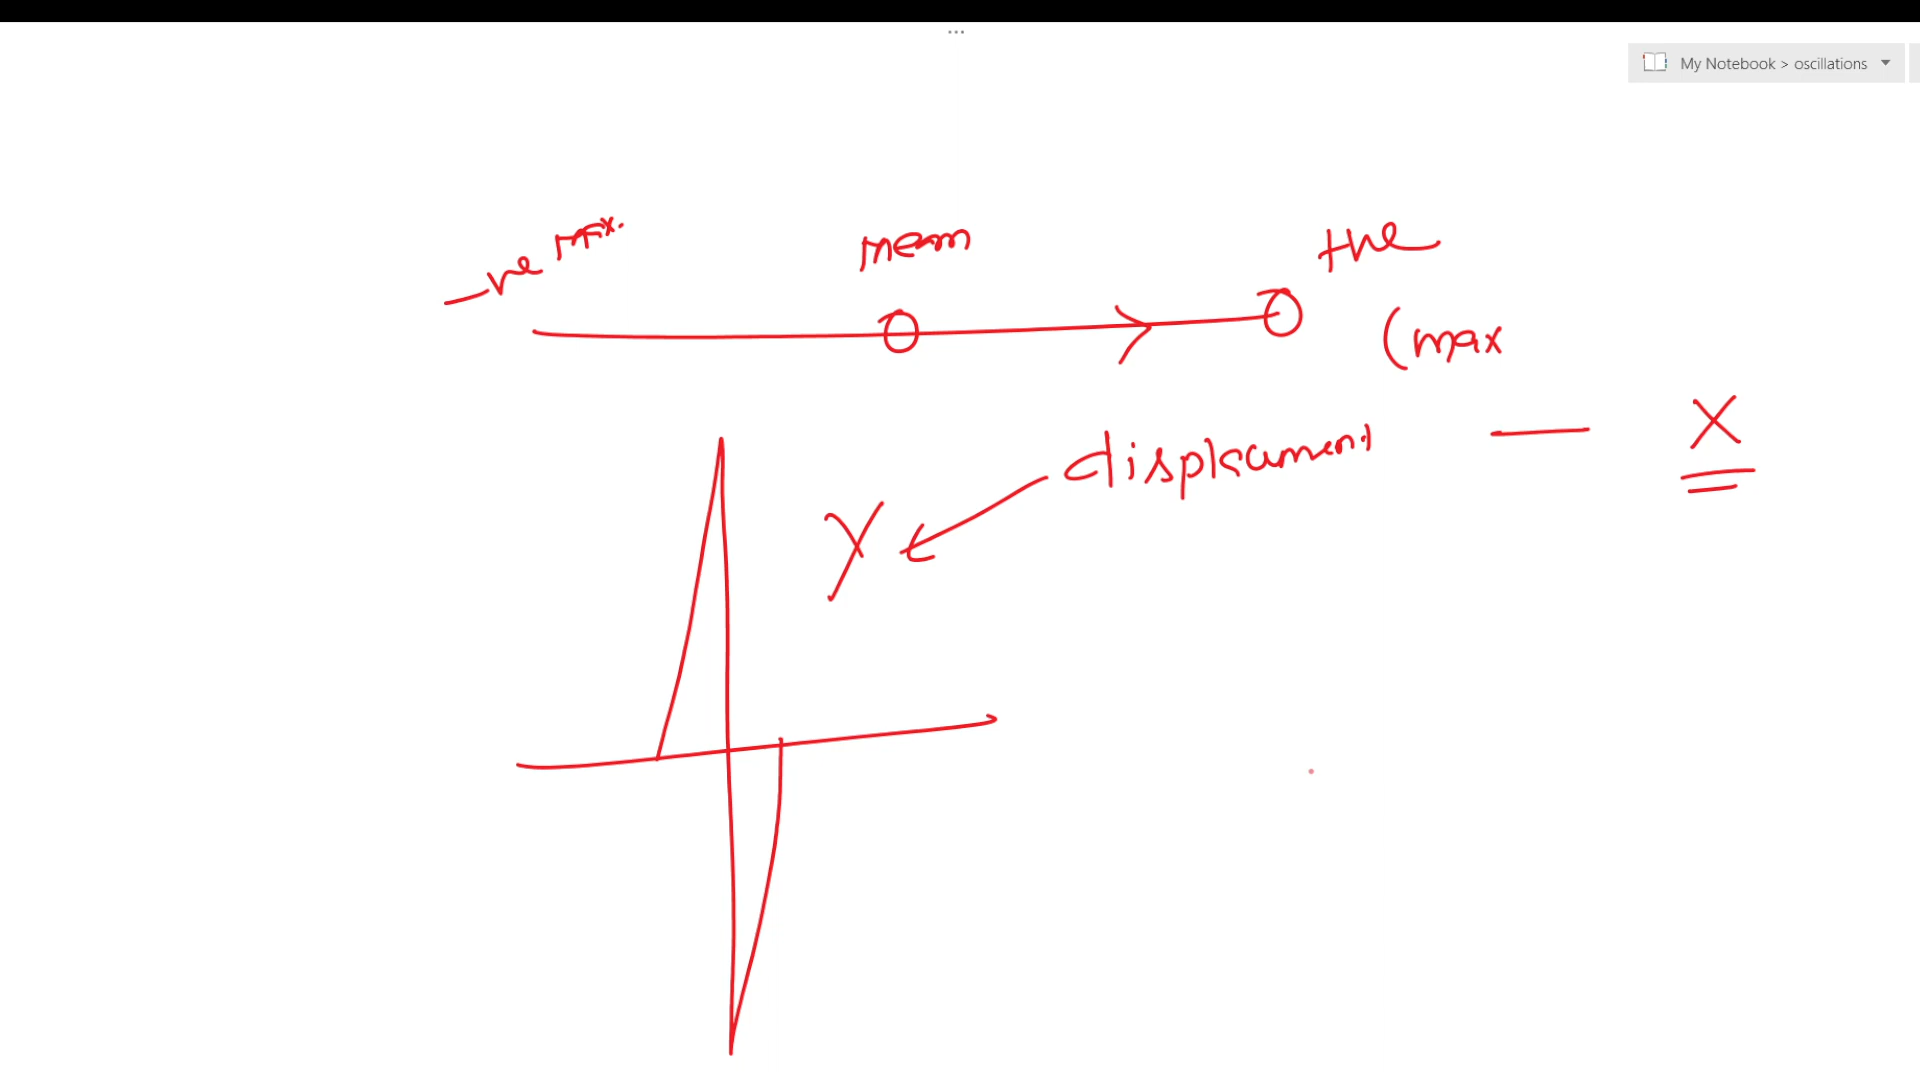 ...
My Notebook > oscillations
-ve max.
mean
+ve
(max
displacement — X
Y